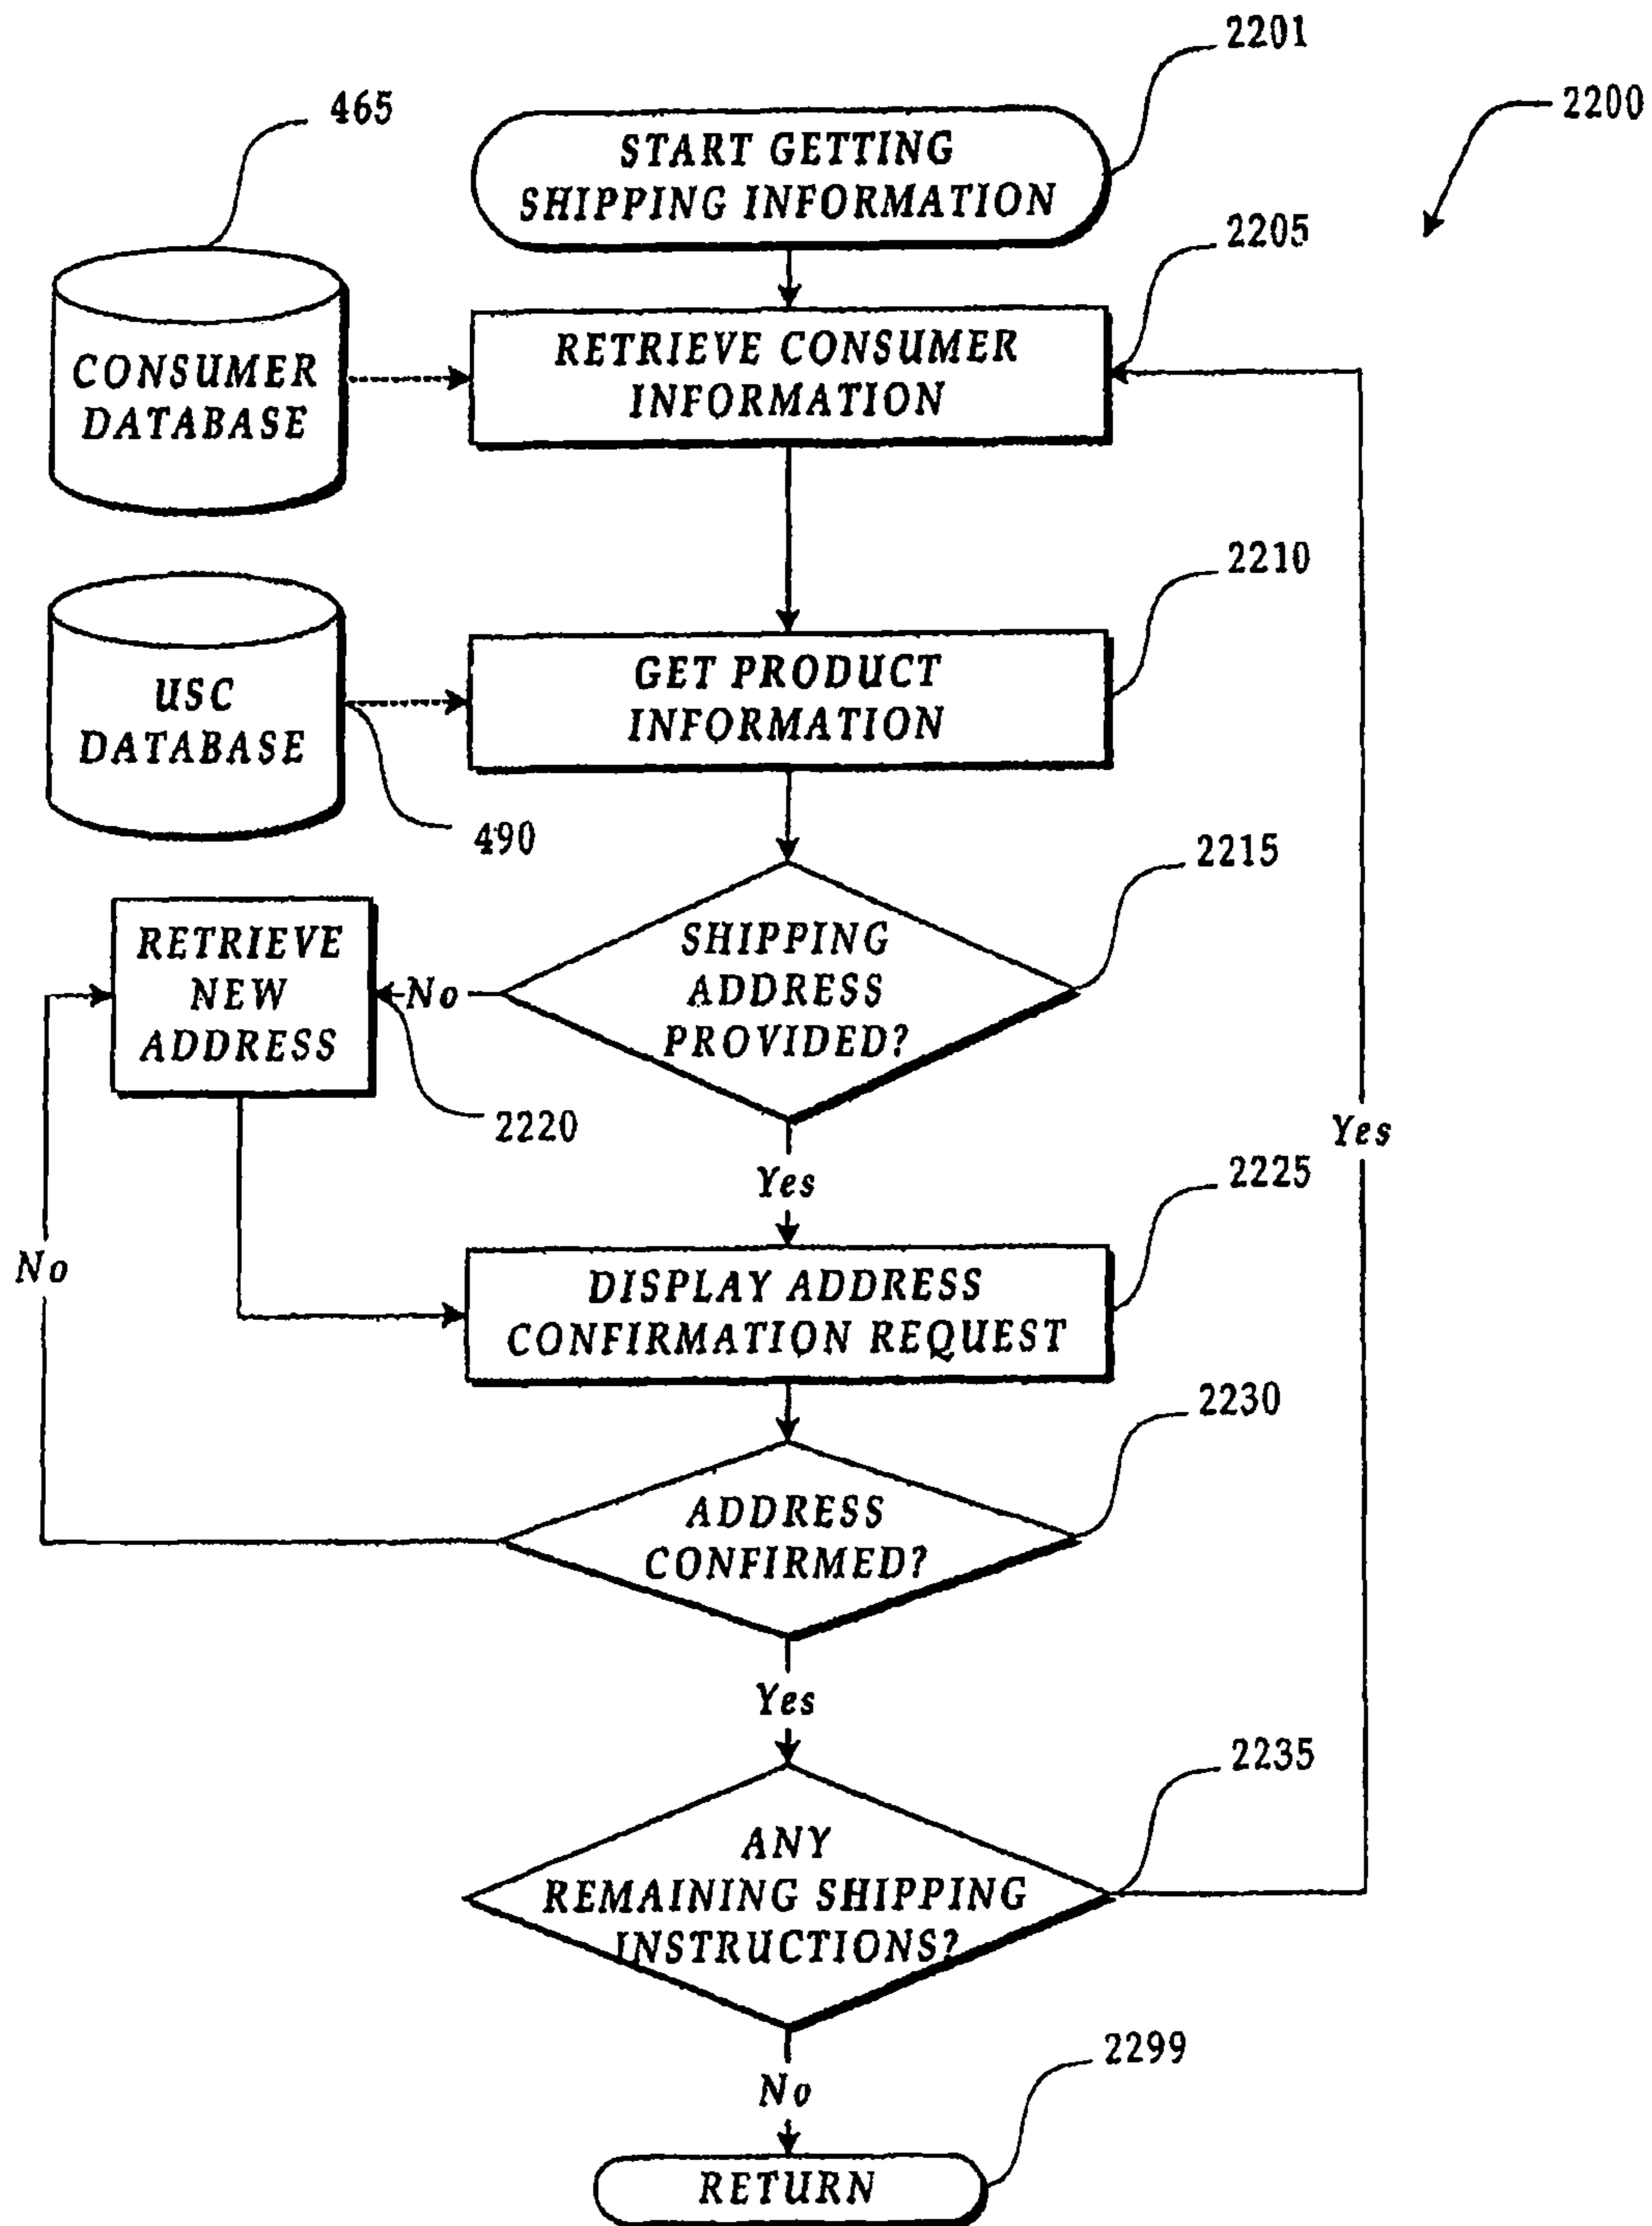 2201
2200
465
START GETTING
SHIPPING INFORMATION
2205
CONSUMER
DATABASE
RETRIEVE CONSUMER
INFORMATION
2210
USC
DATABASE
GET PRODUCT
INFORMATION
490
2215
RETRIEVE
NEW
ADDRESS
No
SHIPPING
ADDRESS
PROVIDED?
2220
Yes
Yes
2225
No
DISPLAY ADDRESS
CONFIRMATION REQUEST
2230
ADDRESS
CONFIRMED?
Yes
2235
ANY
REMAINING SHIPPING
INSTRUCTIONS?
No
2299
RETURN